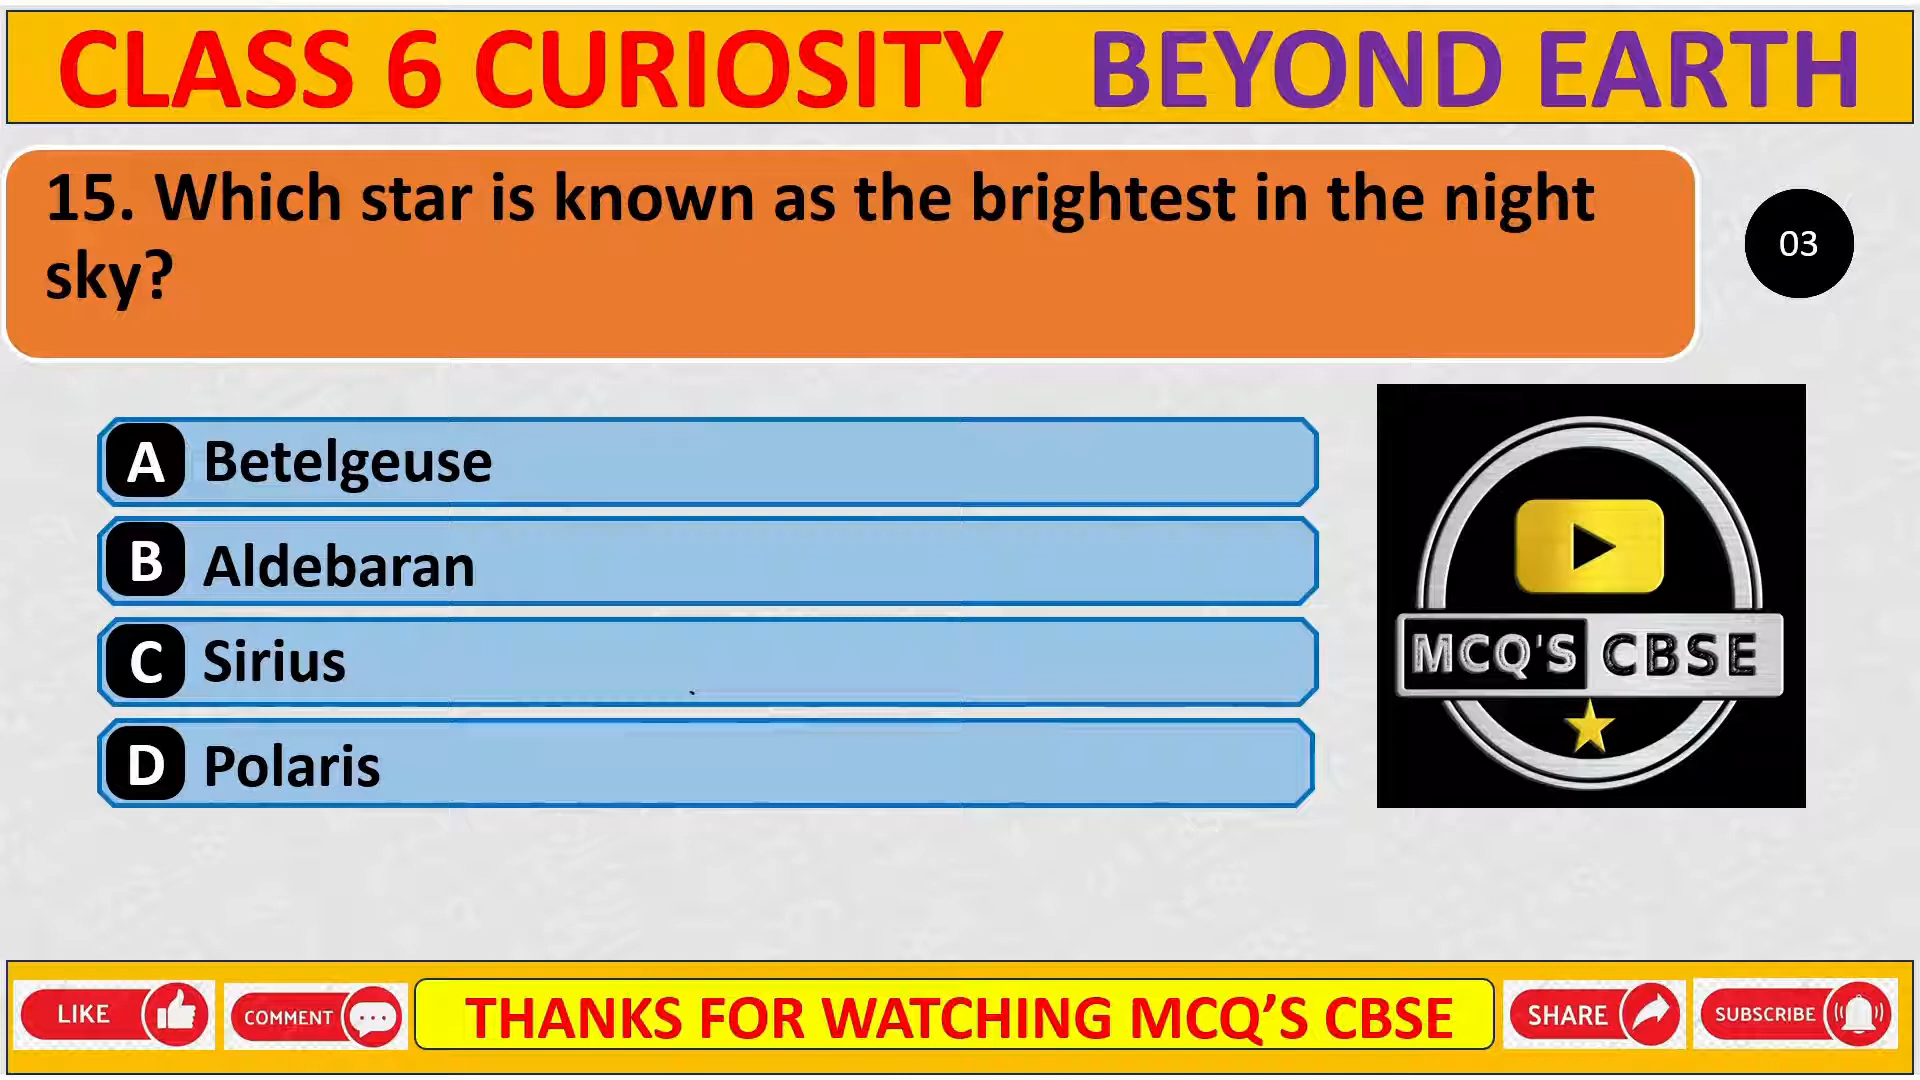 CLASS 6 CURIOSITY BEYOND EARTH
15. Which star is known as the brightest in the night
sky?
03
A Betelgeuse
B Aldebaran
C Sirius
D Polaris
MCQ'S CBSE
LIKE
COMMENT
THANKS FOR WATCHING MCQ’S CBSE
SHARE
SUBSCRIBE